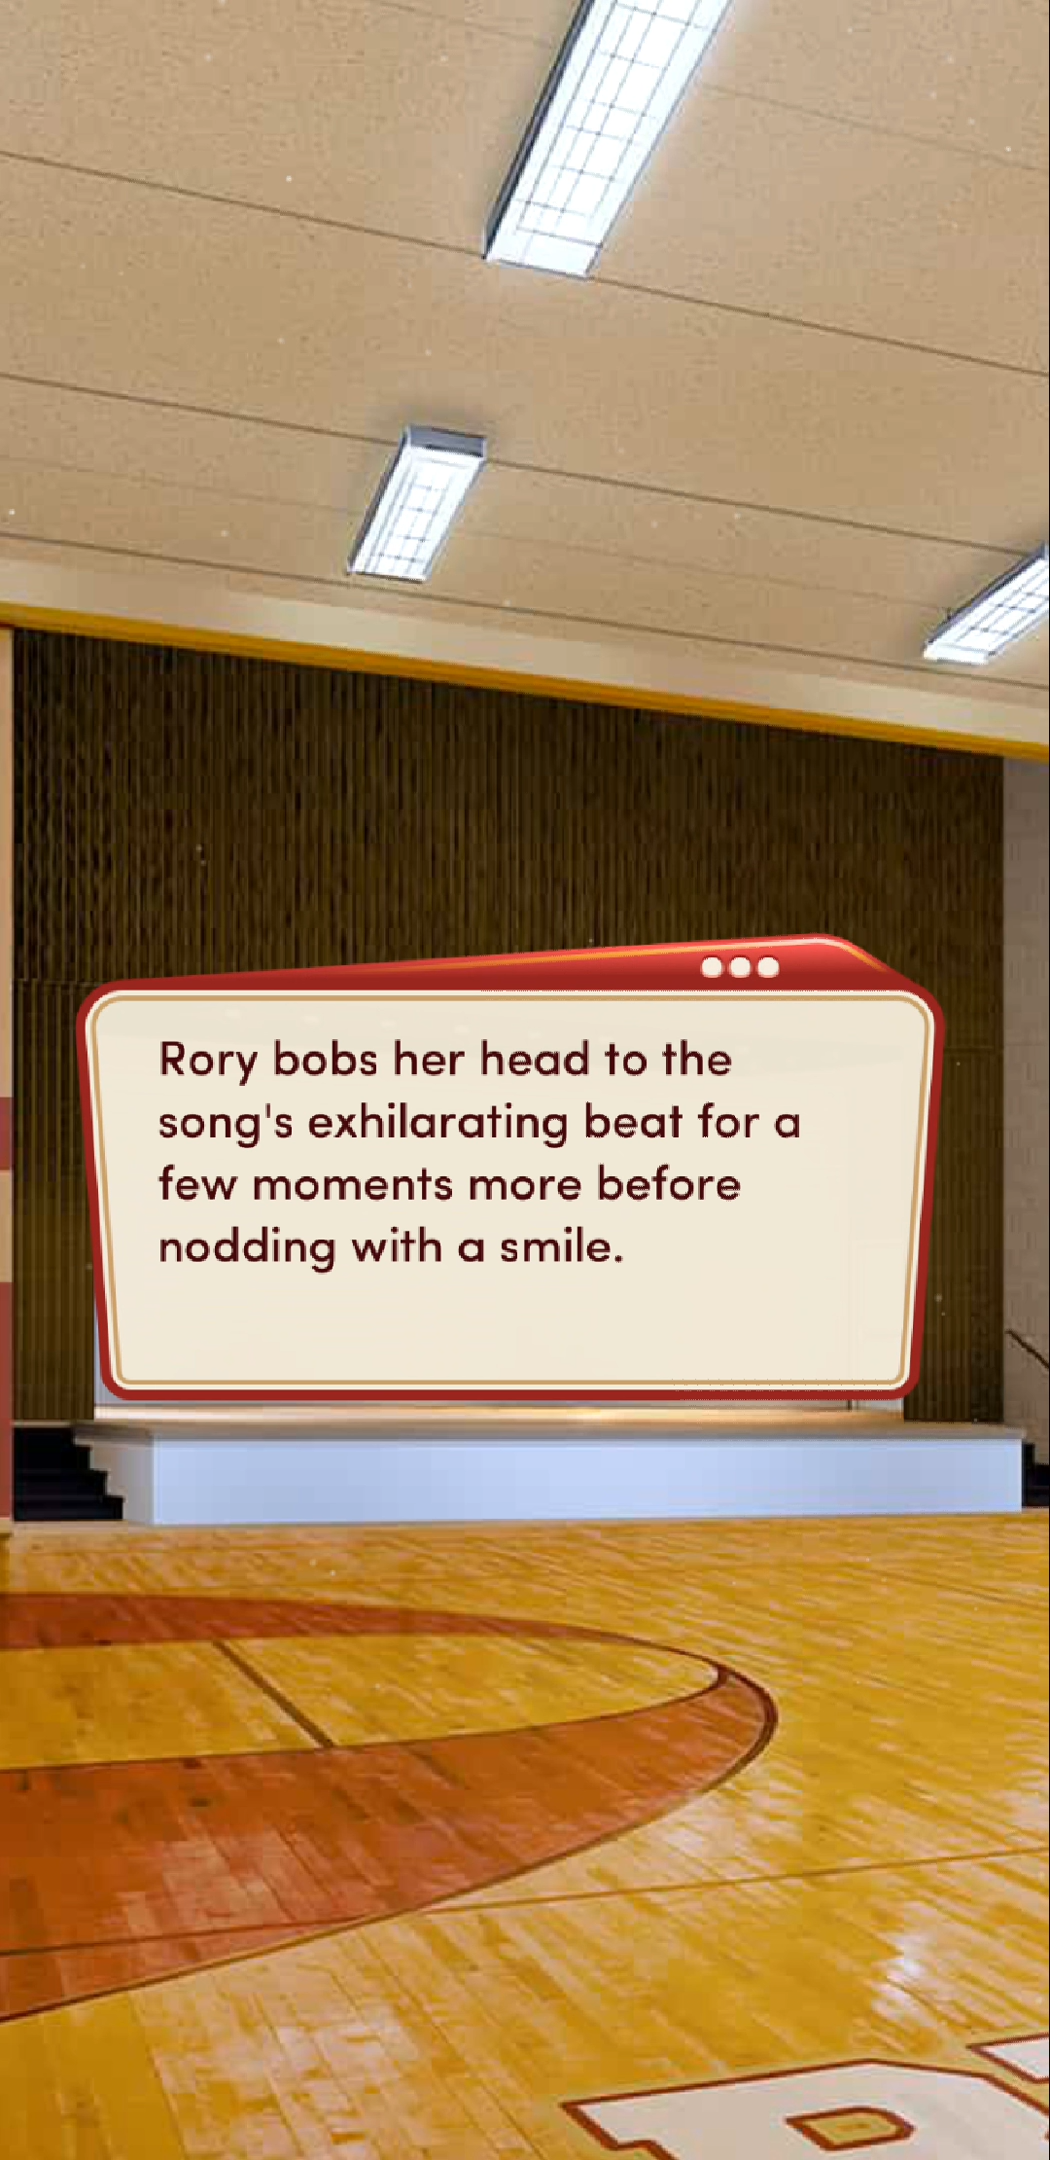 Rory bobs her head to the
song's exhilarating beat for a
few moments more before
nodding with a smile.